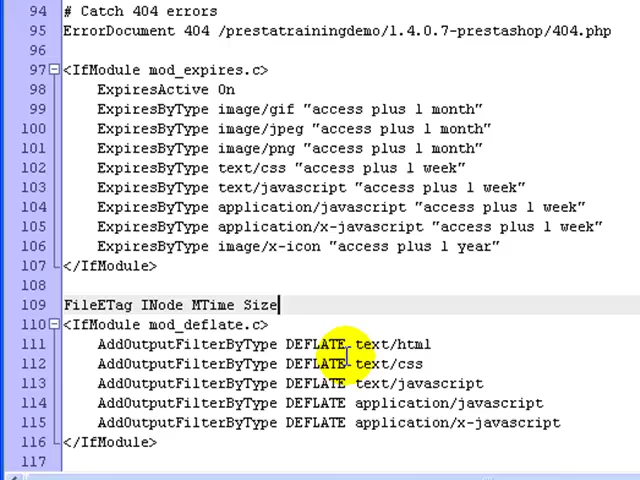 94 # Catch 404 errors
95 ErrorDocument 404 /prestatrainingdemo/1.4.0.7-prestashop/404.php
96
97 <IfModule mod_expires.c>
98 ExpiresActive On
99 ExpiresByType image/gif "access plus 1 month"
100 ExpiresByType image/jpeg "access plus 1 month"
101 ExpiresByType image/png "access plus 1 month"
102 ExpiresByType text/css "access plus 1 week"
103 ExpiresByType text/javascript "access plus 1 week"
104 ExpiresByType application/javascript "access plus 1 week"
105 ExpiresByType application/x-javascript "access plus 1 week"
106 ExpiresByType image/x-icon "access plus 1 year"
107 </IfModule>
108
109 FileETag INode MTime Size
110 <IfModule mod_deflate.c>
111 AddOutputFilterByType DEFLATE text/html
112 AddOutputFilterByType DEFLATE text/css
113 AddOutputFilterByType DEFLATE text/javascript
114 AddOutputFilterByType DEFLATE application/javascript
115 AddOutputFilterByType DEFLATE application/x-javascript
116 </IfModule>
117